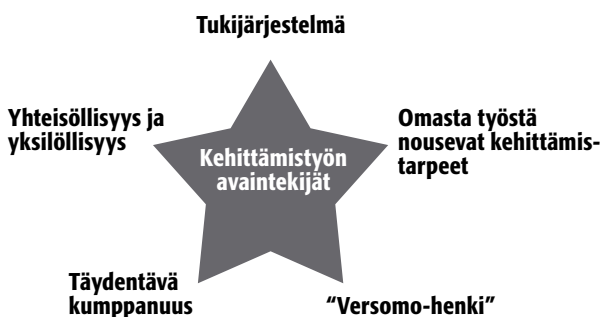 Tukijärjestelmä
Yhteisöllisyys ja
yksilöllisyys
Omasta työstä
nousevat kehittämis-
tarpeet
Kehittämistyön
avaintekijät
Täydentävä
kumppanuus
"Versomo-henki"